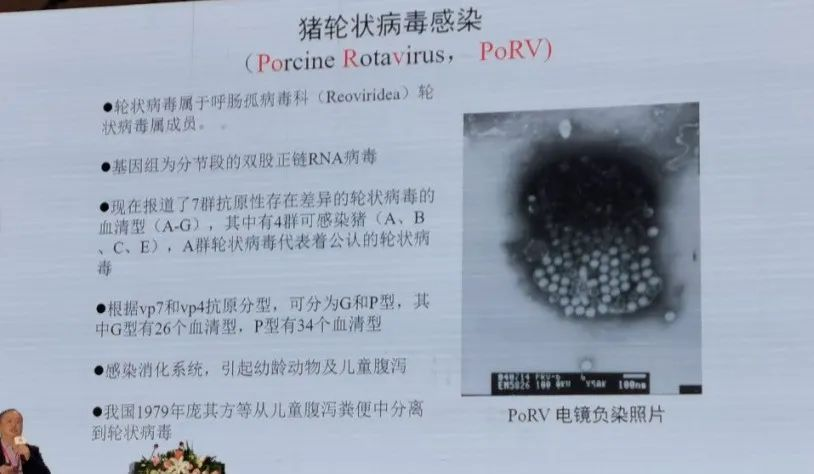 猪轮状病毒感染
（Porcine Rotavirus， PoRV)
●轮状病毒属于呼肠孤病毒科（Reoviridea）轮
状病毒属成员。
●基因组为分节段的双股正链RNA病毒
●现在报道了7群抗原性存在差异的轮状病毒的
血清型（A-G），其中有4群可感染猪（A、B
、C、E），A群轮状病毒代表着公认的轮状病
毒
●根据vp7和vp4抗原分型，可分为G和P型，其
中G型有26个血清型，P型有34个血清型
●感染消化系统，引起幼龄动物及儿童腹泻
●我国1979年庞其方等从儿童腹泻粪便中分离
到轮状病毒
100nm
PoRV 电镜负染照片